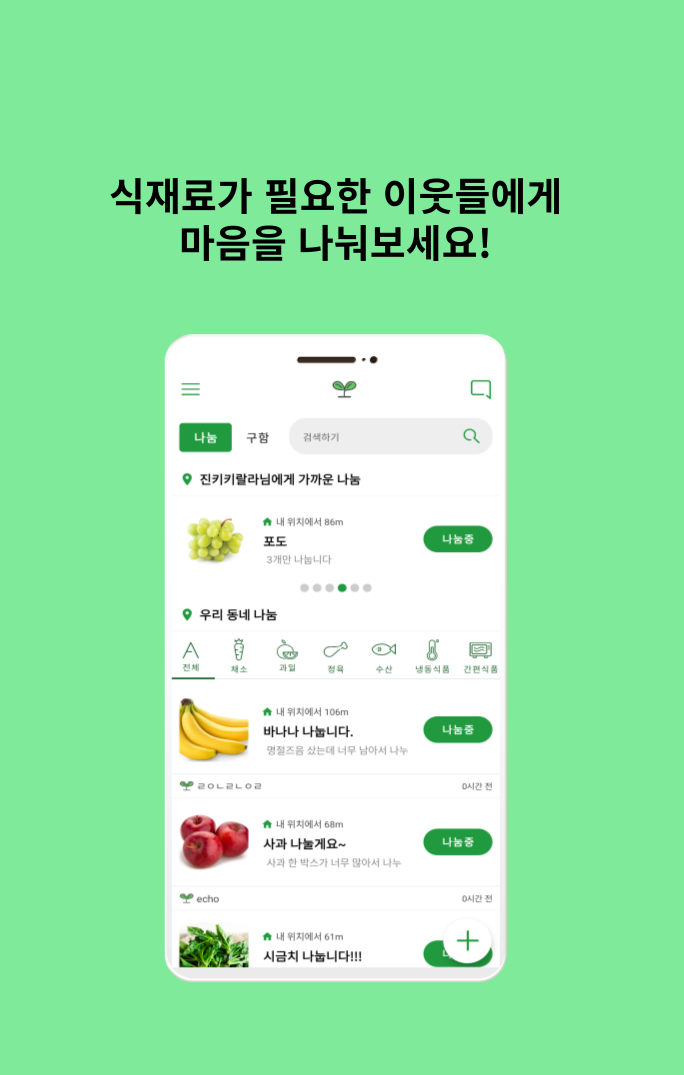 식재료가 필요한 이웃들에게
마음을 나눠보세요!
나눔 구함 검색하기
진키키랄라님에게 가까운 나눔
내 위치에서 86m
포도
3개만 나눔니다
나눔중
우리 동네 나눔
전체 채소 과일 정육 수산 냉동식품 간편식품
내 위치에서 106m
바나나 나눕니다.
명절즈음 샀는데 너무 남아서 나누
나눔중
ㄹㅇㄴㄹㄴㅇㄹ 0시간 전
내 위치에서 68m
사과 나눌게요~
사과 한 박스가 너무 많아서 나누
나눔중
echo 0시간 전
내 위치에서 61m
시금치 나눕니다!!!